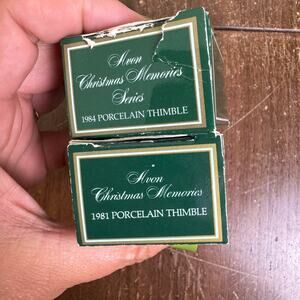 Avon
Christmas Memories
Series
1984 PORCELAIN THIMBLE
Avon
Christmas Memories
1981 PORCELAIN THIMBLE